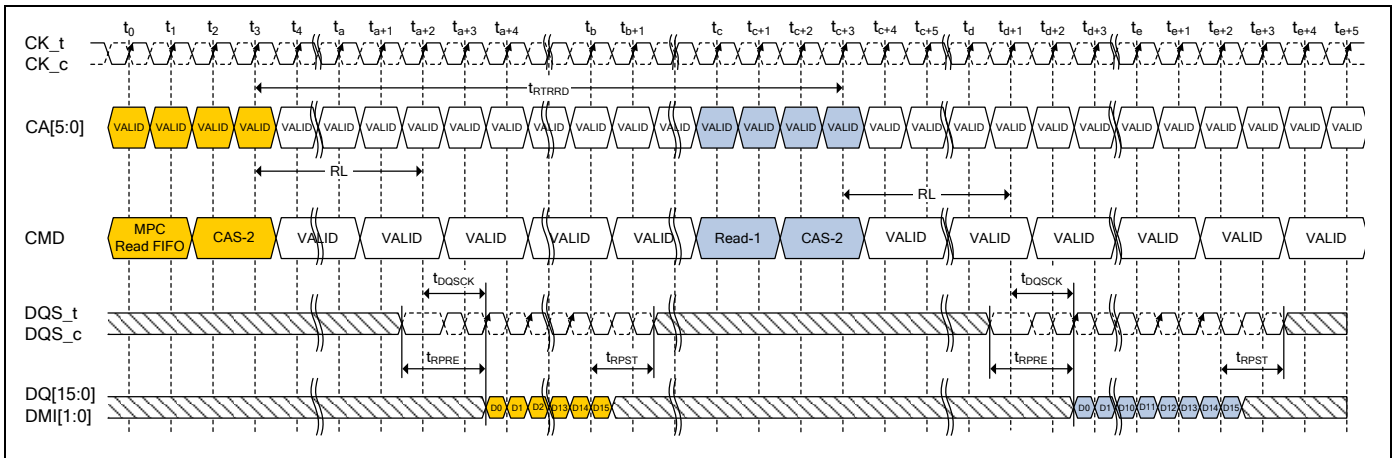 t0 t1 t2 t3 t4 ta ta+1 ta+2 ta+3 ta+4 tb tb+1 tc tc+1 tc+2 tc+3 tc+4 tc+5 td td+1 td+2 td+3 te te+1 te+2 te+3 te+4 te+5
CK_t
CK_c
tRTRRD
CA[5:0] VALID VALID VALID VALID VALID VALID VALID VALID VALID VALID VALID VALID VALID VALID VALID VALID VALID VALID VALID VALID VALID VALID VALID VALID VALID VALID VALID VALID VALID VALID
RL RL
CMD MPC Read FIFO CAS-2 VALID VALID VALID VALID VALID Read-1 CAS-2 VALID VALID VALID VALID VALID VALID
tDQSCK tDQSCK
DQS_t
DQS_c
tRPRE tRPST tRPRE tRPST
DQ[15:0]
DMI[1:0]
D0 D1 D2 D13 D14 D15 D0 D1 D10 D11 D12 D13 D14 D15